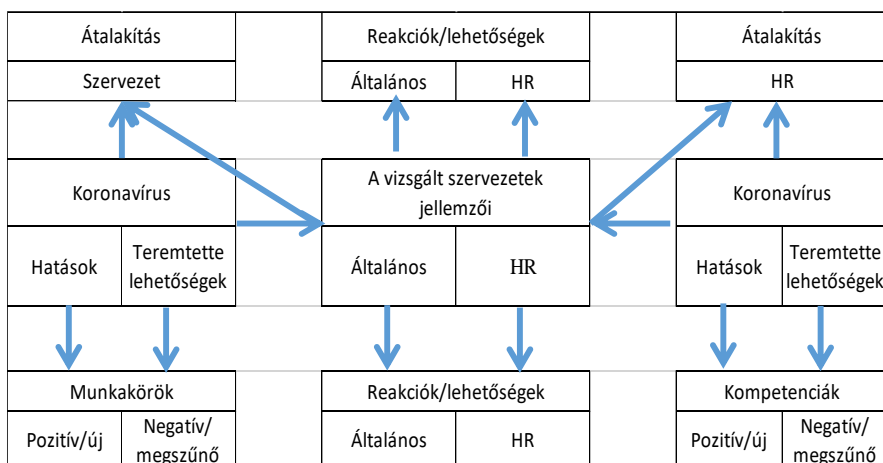 Átalakítás
Reakciók/lehetőségek
Átalakítás
Szervezet
Általános
HR
HR
Koronavírus
A vizsgált szervezetek
jellemzői
Koronavírus
Hatások
Teremtette
lehetőségek
Általános
HR
Hatások
Teremtette
lehetőségek
Munkakörök
Reakciók/lehetőségek
Kompetenciák
Pozitív/új
Negatív/
megszűnő
Általános
HR
Pozitív/új
Negatív/
megszűnő